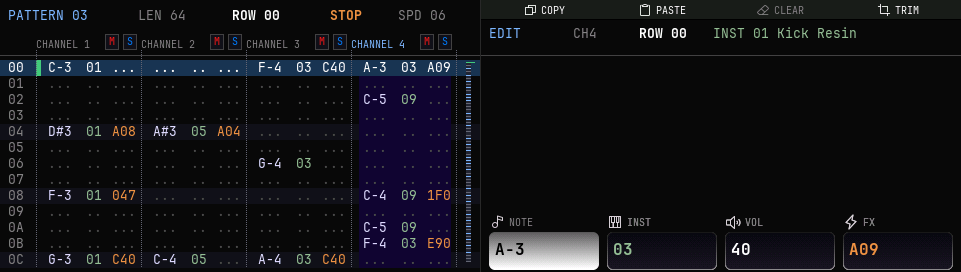 PATTERN 03 LEN 64 ROW 00 STOP SPD 06
CHANNEL 1 M S CHANNEL 2 M S CHANNEL 3 M S CHANNEL 4 M S
00 C-3 01 ... ... .. ... F-4 03 C40 A-3 03 A09
01 ... .. ... ... .. ... ... .. ... ... .. ...
02 ... .. ... ... .. ... ... .. ... C-5 09 ...
03 ... .. ... ... .. ... ... .. ... ... .. ...
04 D#3 01 A08 A#3 05 A04 ... .. ... ... .. ...
05 ... .. ... ... .. ... ... .. ... ... .. ...
06 ... .. ... ... .. ... G-4 03 ... ... .. ...
07 ... .. ... ... .. ... ... .. ... ... .. ...
08 F-3 01 047 ... .. ... ... .. ... C-4 09 1F0
09 ... .. ... ... .. ... ... .. ... ... .. ...
0A ... .. ... ... .. ... ... .. ... C-5 09 ...
0B ... .. ... ... .. ... ... .. ... F-4 03 E90
0C G-3 01 C40 C-4 05 ... A-4 03 C40 ... .. ...
COPY PASTE CLEAR TRIM
EDIT CH4 ROW 00 INST 01 Kick Resin
NOTE INST VOL FX
A-3 03 40 A09